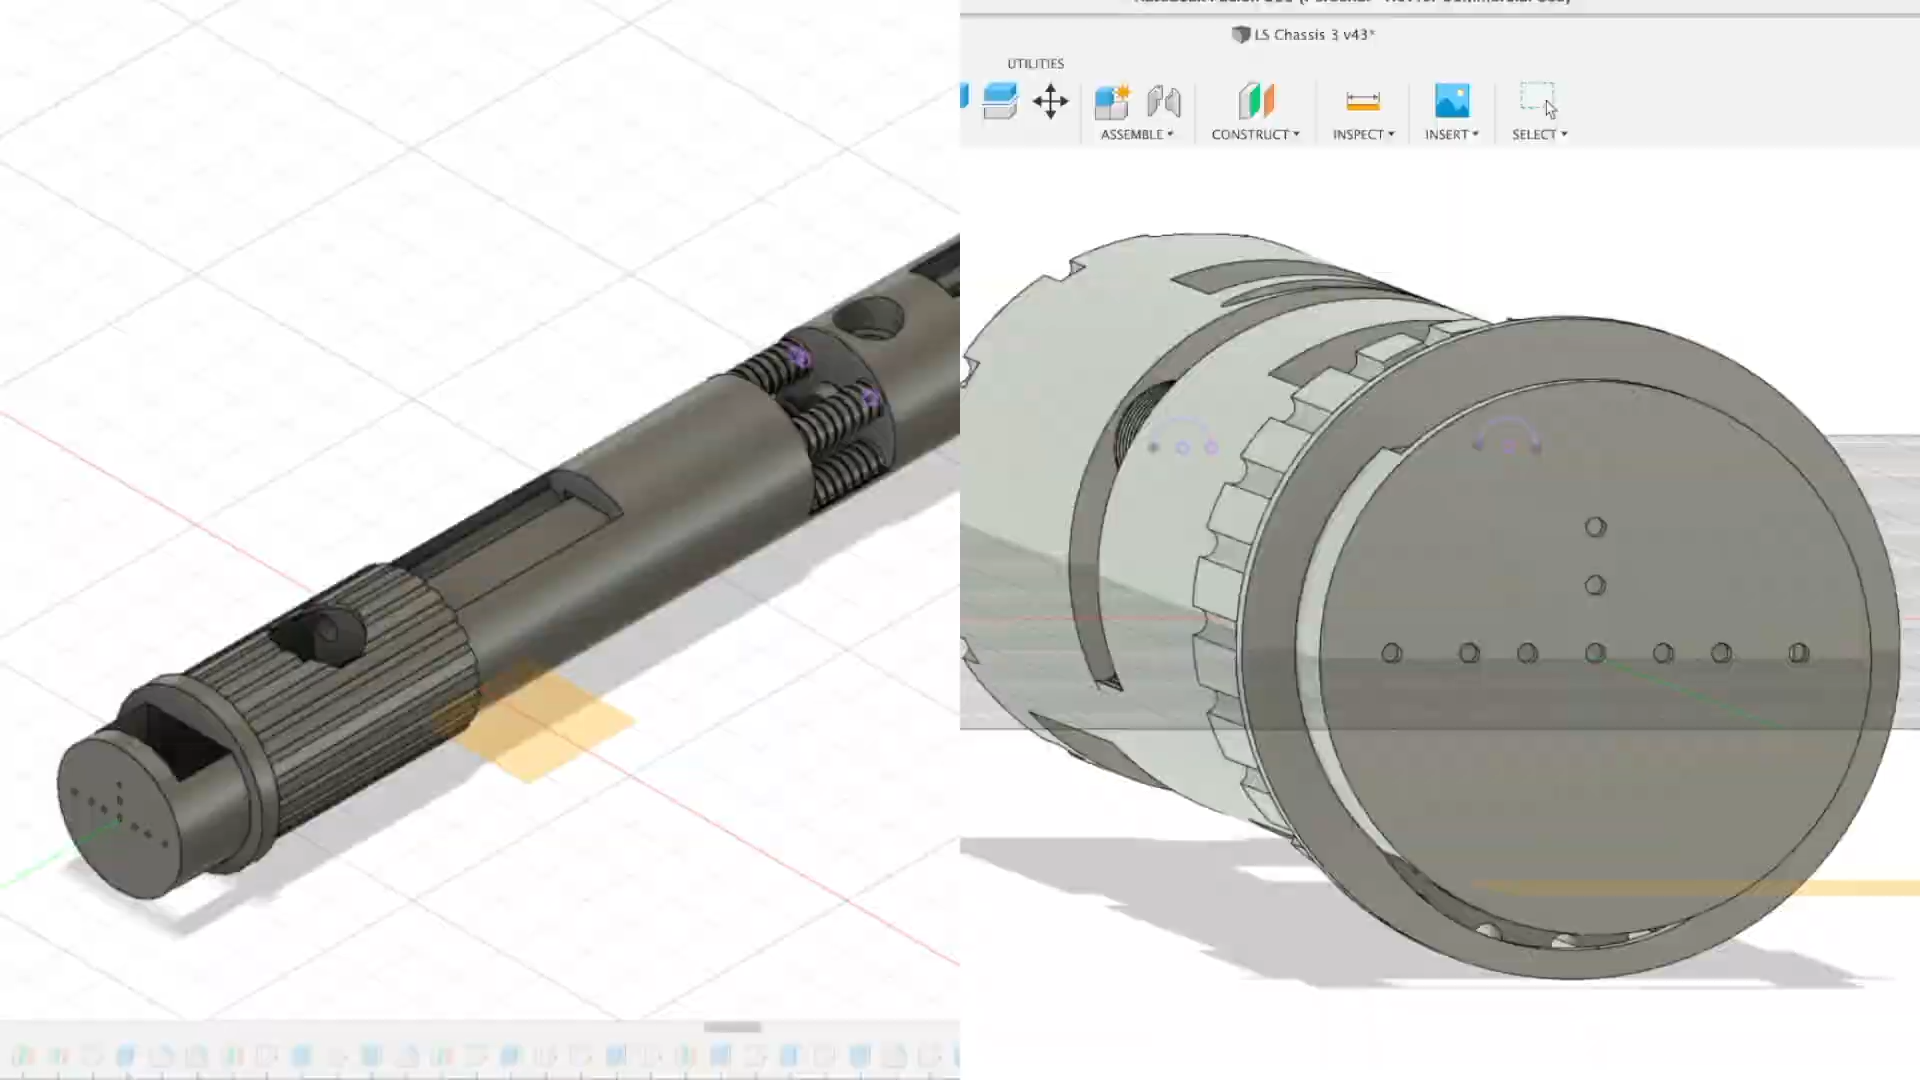 LS Chassis 3 v43*
UTILITIES
ASSEMBLE
CONSTRUCT
INSPECT
INSERT
SELECT